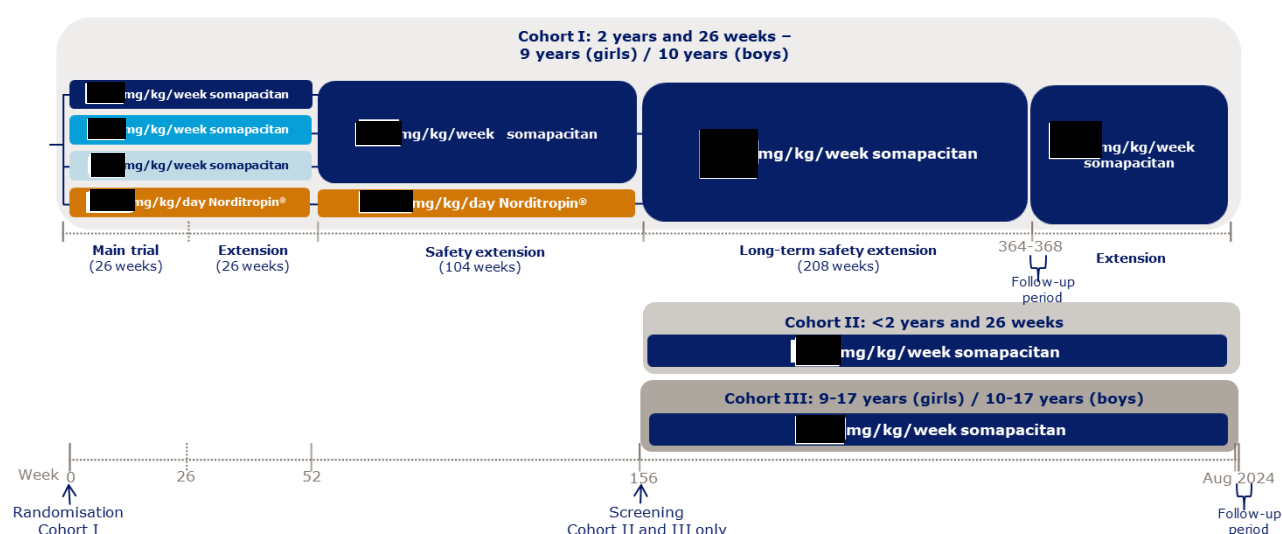 Cohort I: 2 years and 26 weeks –
9 years (girls) / 10 years (boys)
mg/kg/week somapacitan
mg/kg/week somapacitan
mg/kg/week somapacitan
mg/kg/day Norditropin®
mg/kg/week somapacitan
mg/kg/day Norditropin®
mg/kg/week somapacitan
mg/kg/week
somapacitan
Main trial
(26 weeks)
Extension
(26 weeks)
Safety extension
(104 weeks)
Long-term safety extension
(208 weeks)
364-368
Follow-up
period
Extension
Cohort II: <2 years and 26 weeks
mg/kg/week somapacitan
Cohort III: 9-17 years (girls) / 10-17 years (boys)
mg/kg/week somapacitan
Week 0 26 52 156 Aug 2024
Randomisation
Cohort I
Screening
Cohort II and III only
Follow-up
period